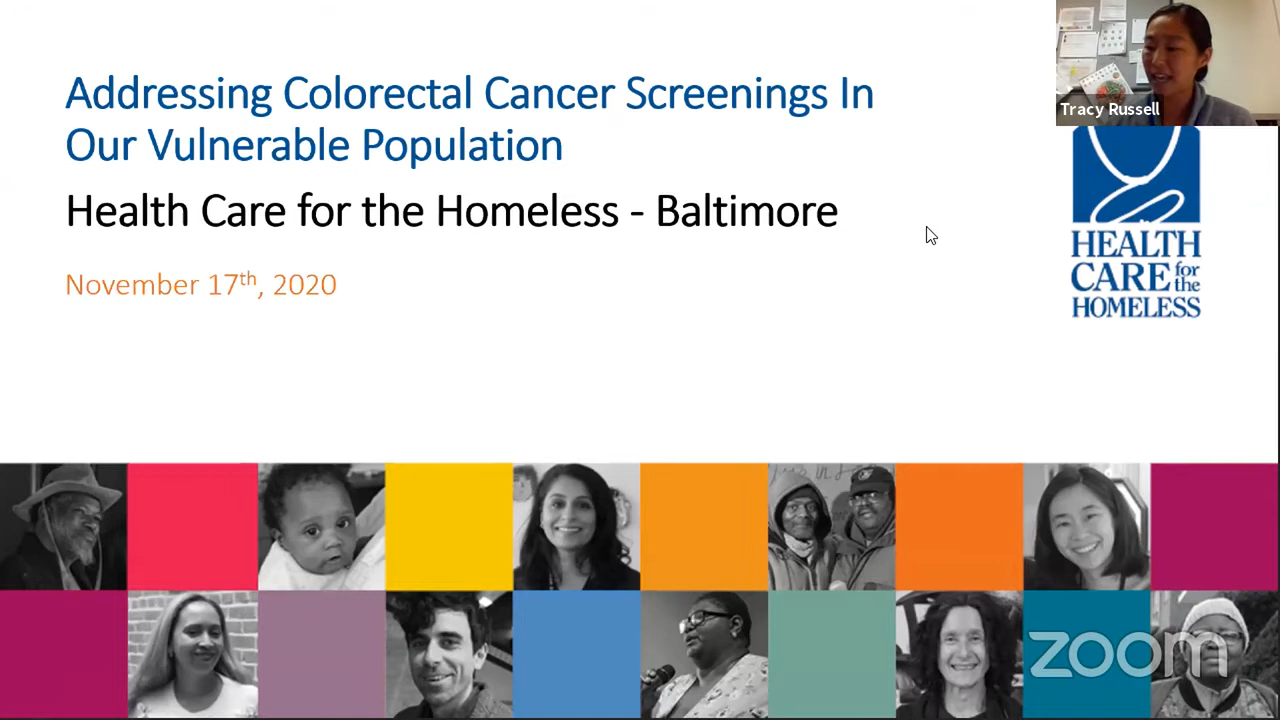 Addressing Colorectal Cancer Screenings In
Our Vulnerable Population
Health Care for the Homeless - Baltimore
November 17th, 2020
Tracy Russell
HEALTH
CARE for the
HOMELESS
zoom